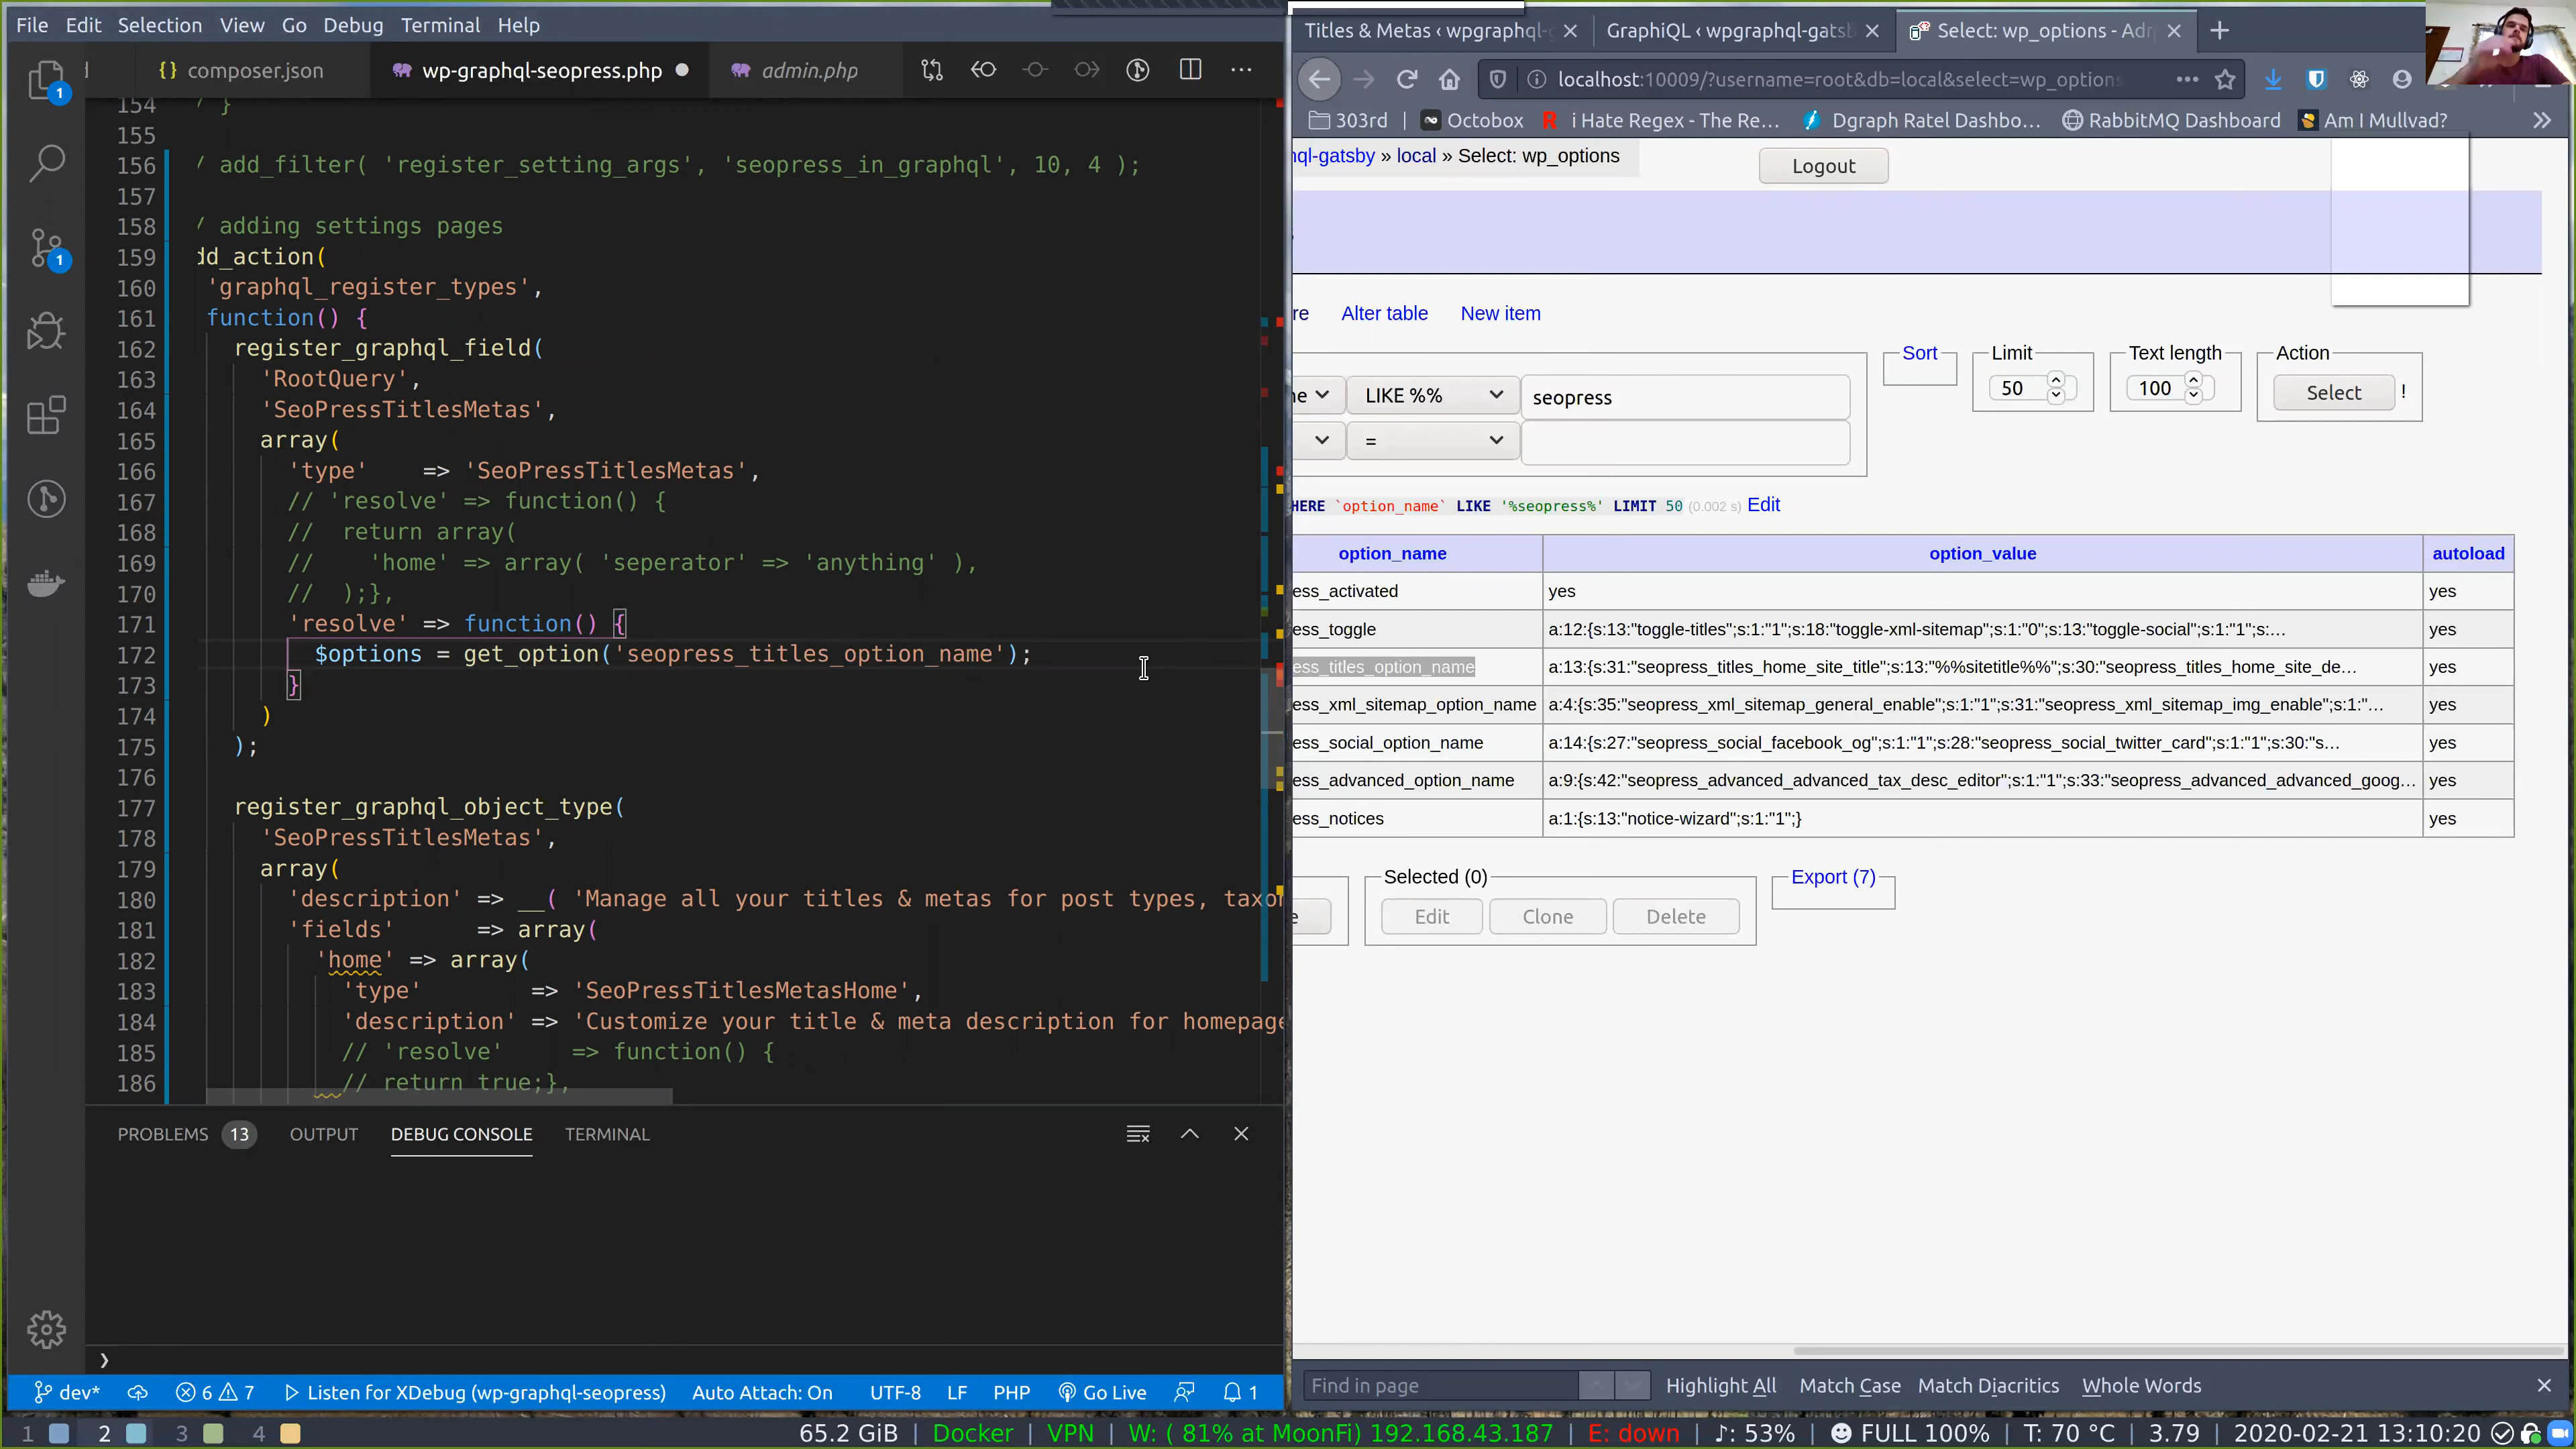 File Edit Selection View Go Debug Terminal Help
{} composer.json wp-graphql-seopress.php ● admin.php ···
1
1
154 / }
155
156 / add_filter( 'register_setting_args', 'seopress_in_graphql', 10, 4 );
157
158 / adding settings pages
159 dd_action(
160 'graphql_register_types',
161 function() {
162 register_graphql_field(
163 'RootQuery',
164 'SeoPressTitlesMetas',
165 array(
166 'type' => 'SeoPressTitlesMetas',
167 // 'resolve' => function() {
168 // return array(
169 // 'home' => array( 'seperator' => 'anything' ),
170 // );},
171 'resolve' => function() {
172 $options = get_option('seopress_titles_option_name');
173 }
174 )
175 );
176
177 register_graphql_object_type(
178 'SeoPressTitlesMetas',
179 array(
180 'description' => __( 'Manage all your titles & metas for post types,
181 'fields' => array(
182 'home' => array(
183 'type' => 'SeoPressTitlesMetasHome',
184 'description' => 'Customize your title & meta description for homepage
185 // 'resolve' => function() {
186 // return true;},
PROBLEMS 13 OUTPUT DEBUG CONSOLE TERMINAL
❯
dev* 6 7 Listen for XDebug (wp-graphql-seopress) Auto Attach: On UTF-8 LF PHP Go Live 1
Titles & Metas ‹ wpgraphql- GraphiQL ‹ wpgraphql-gats Select: wp_options - Ad
localhost:10009/?username=root&db=local&select=wp_options ···
303rd | Octobox i Hate Regex - The Re... Dgraph Ratel Dashbo... RabbitMQ Dashboard Am I Mullvad? »
ql-gatsby » local » Select: wp_options Logout
re Alter table New item
Sort Limit Text length Action
LIKE %% seopress 50 100 Select !
=
HERE `option_name` LIKE '%seopress%' LIMIT 50 (0.002 s) Edit
option_name option_value autoload
ess_activated yes yes
ess_toggle a:12:{s:13:"toggle-titles";s:1:"1";s:18:"toggle-xml-sitemap";s:1:"0";s:13:"toggle-social";s:1:"1";s:... yes
ess_titles_option_name a:13:{s:31:"seopress_titles_home_site_title";s:13:"%%sitetitle%%";s:30:"seopress_titles_home_site_de... yes
ess_xml_sitemap_option_name a:4:{s:35:"seopress_xml_sitemap_general_enable";s:1:"1";s:31:"seopress_xml_sitemap_img_enable";s:1:"... yes
ess_social_option_name a:14:{s:27:"seopress_social_facebook_og";s:1:"1";s:28:"seopress_social_twitter_card";s:1:"1";s:30:"s... yes
ess_advanced_option_name a:9:{s:42:"seopress_advanced_advanced_tax_desc_editor";s:1:"1";s:33:"seopress_advanced_advanced_goog... yes
ess_notices a:1:{s:13:"notice-wizard";s:1:"1";} yes
Selected (0) Export (7)
Edit Clone Delete
Find in page Highlight All Match Case Match Diacritics Whole Words
1 2 3 4 65.2 GiB | Docker | VPN | W: ( 81% at MoonFi) 192.168.43.187 | E: down | ♪: 53% | FULL 100% | T: 70 °C | 3.79 | 2020-02-21 13:10:20